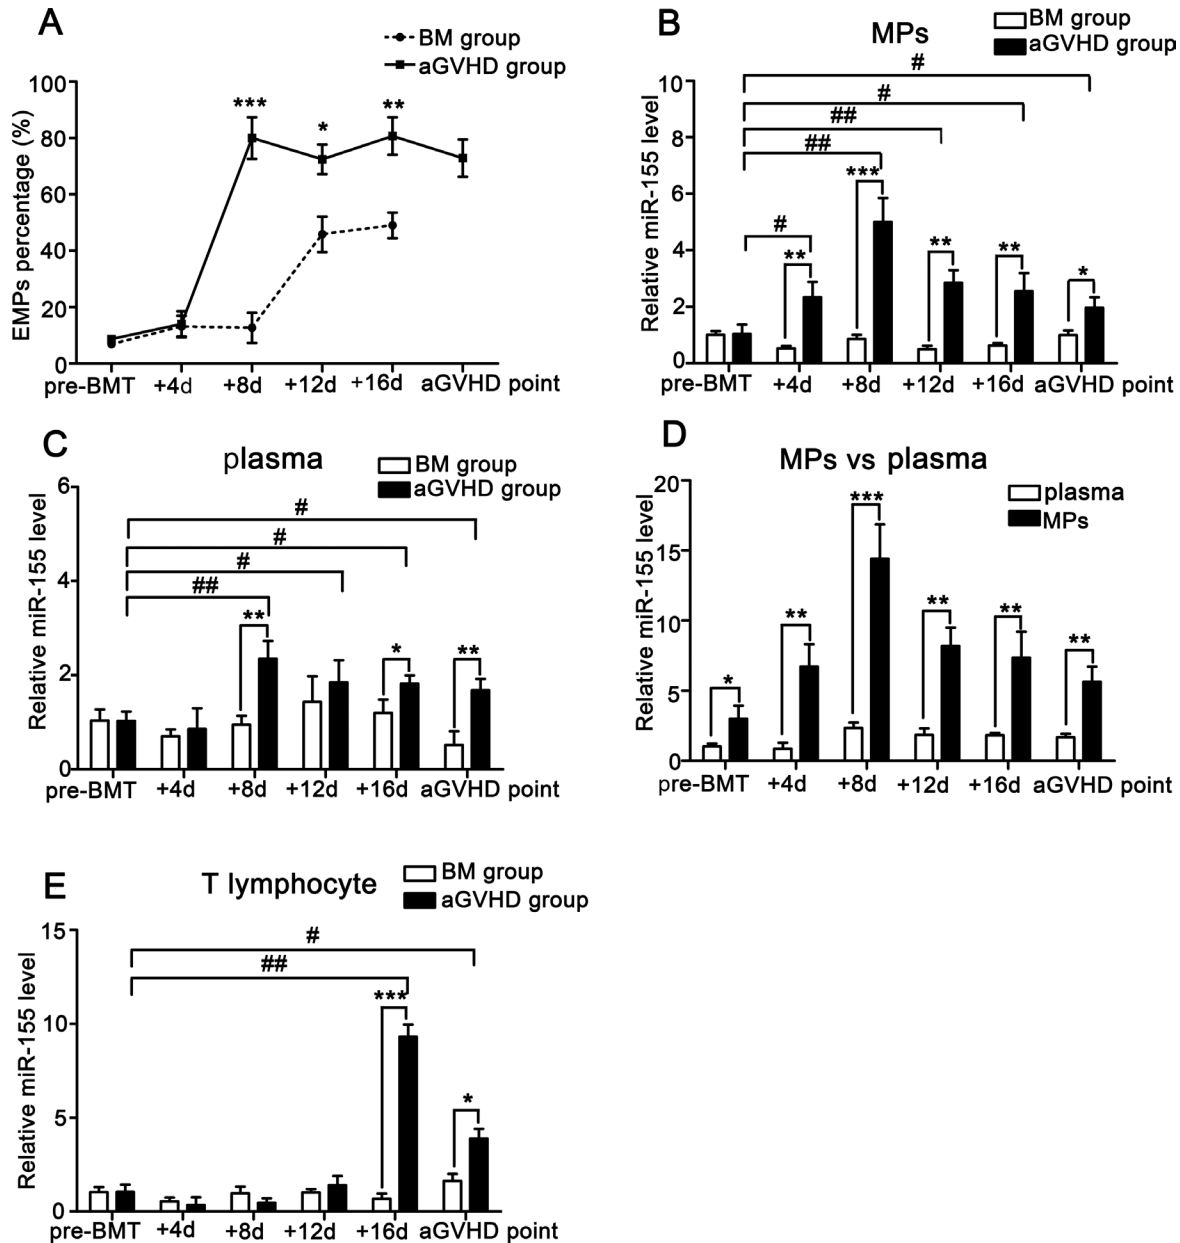 A
BM group
aGVHD group
EMPs percentage (%)
100
80
60
40
20
0
***
*
**
pre-BMT +4d +8d +12d +16d aGVHD point
B
MPs
BM group
aGVHD group
Relative miR-155 level
10
8
6
4
2
0
#
#
##
##
#
**
***
**
**
*
pre-BMT +4d +8d +12d +16d aGVHD point
C
plasma
BM group
aGVHD group
Relative miR-155 level
6
4
2
0
#
#
#
##
**
*
**
pre-BMT +4d +8d +12d +16d aGVHD point
D
MPs vs plasma
plasma
MPs
Relative miR-155 level
20
15
10
5
0
*
**
***
**
**
**
pre-BMT +4d +8d +12d +16d aGVHD point
E
T lymphocyte
BM group
aGVHD group
Relative miR-155 level
15
10
5
0
#
##
***
*
pre-BMT +4d +8d +12d +16d aGVHD point